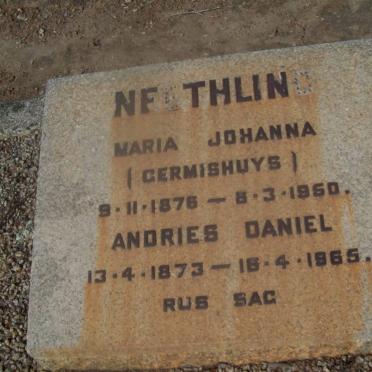 NEETHLING
MARIA JOHANNA
(GERMISHUYS)
9·11·1876 — 8·3·1950.
ANDRIES DANIEL
13·4·1873 — 16·4·1965.
RUS SAG